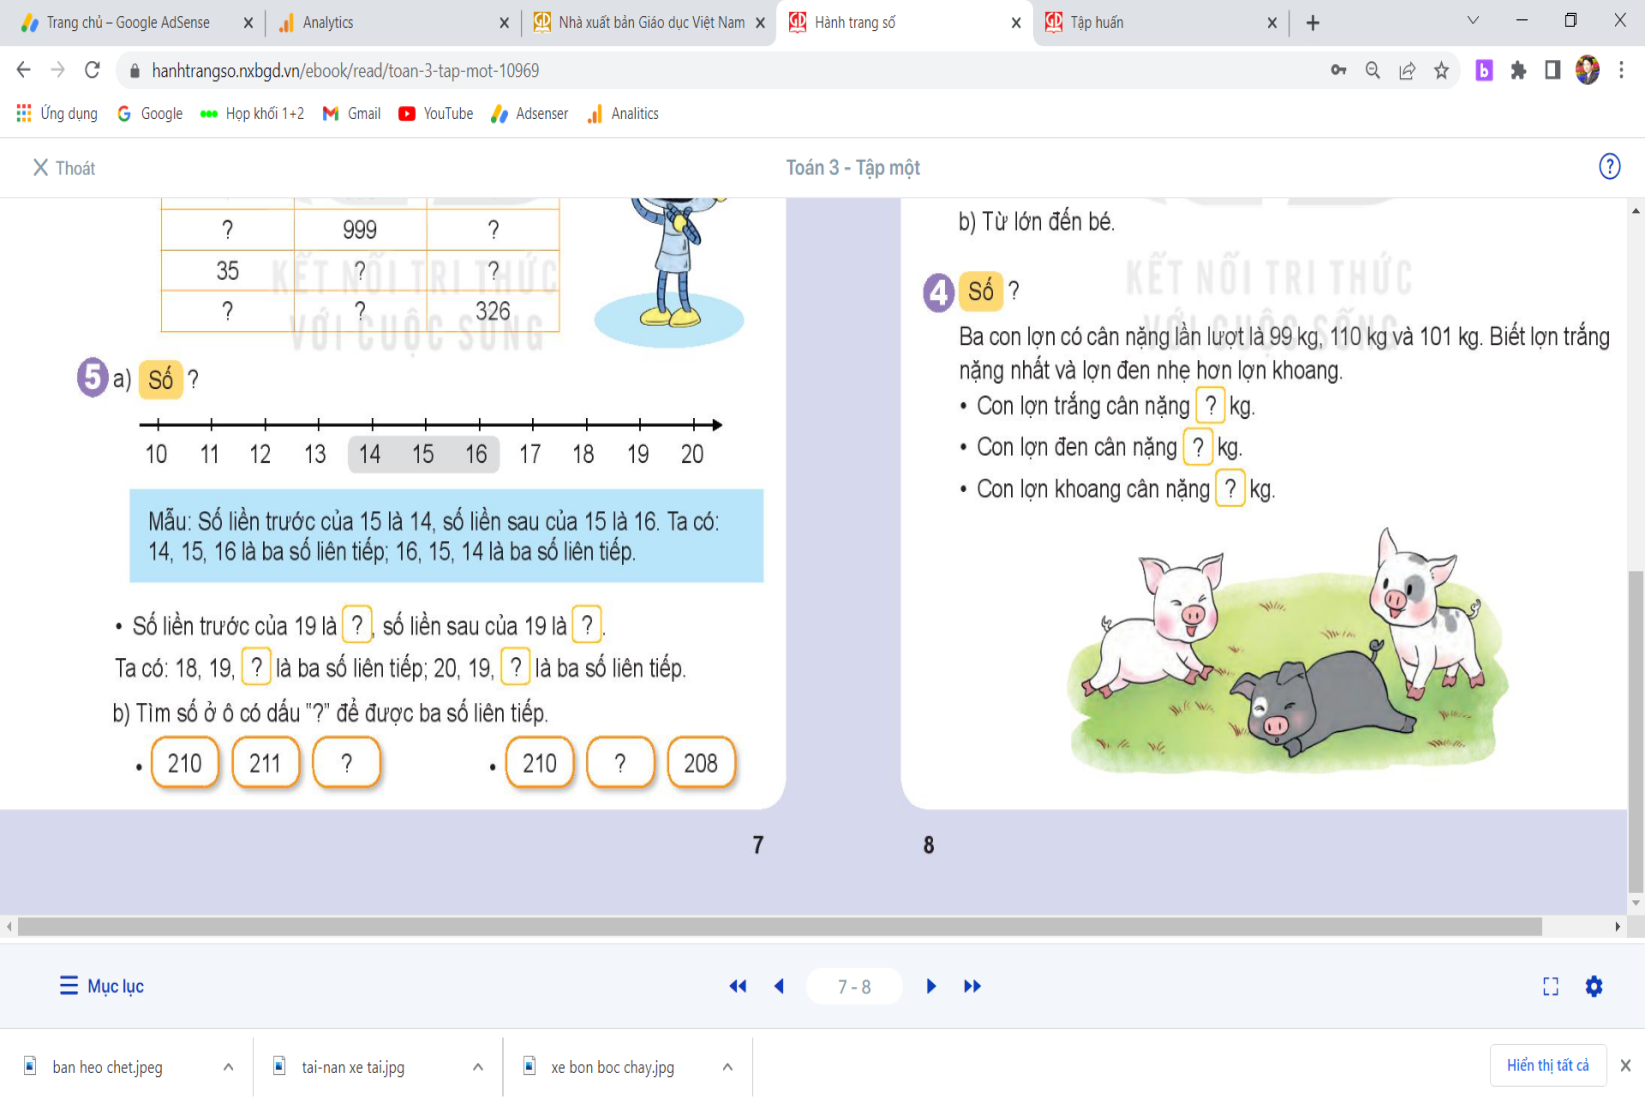 Trang chủ – Google AdSense
Analytics
Nhà xuất bản Giáo dục Việt Nam
Hành trang số
Tập huấn
hanhtrangso.nxbgd.vn/ebook/read/toan-3-tap-mot-10969
Ứng dụng
Google
Họp khối 1+2
Gmail
YouTube
Adsenser
Analitics
Thoát
Toán 3 - Tập một
? 999 ?
35 ? ?
? ? 326
KẾT NỐI TRI THỨC
VỚI CUỘC SỐNG
5 a) Số ?
10 11 12 13 14 15 16 17 18 19 20
Mẫu: Số liền trước của 15 là 14, số liền sau của 15 là 16. Ta có:
14, 15, 16 là ba số liên tiếp; 16, 15, 14 là ba số liên tiếp.
• Số liền trước của 19 là ?, số liền sau của 19 là ?.
Ta có: 18, 19, ? là ba số liên tiếp; 20, 19, ? là ba số liên tiếp.
b) Tìm số ở ô có dấu "?" để được ba số liên tiếp.
• 210 211 ? • 210 ? 208
7
b) Từ lớn đến bé.
KẾT NỐI TRI THỨC
VỚI CUỘC SỐNG
4 Số ?
Ba con lợn có cân nặng lần lượt là 99 kg, 110 kg và 101 kg. Biết lợn trắng
nặng nhất và lợn đen nhẹ hơn lợn khoang.
• Con lợn trắng cân nặng ? kg.
• Con lợn đen cân nặng ? kg.
• Con lợn khoang cân nặng ? kg.
8
Mục lục
7 - 8
ban heo chet.jpeg
tai-nan xe tai.jpg
xe bon boc chay.jpg
Hiển thị tất cả